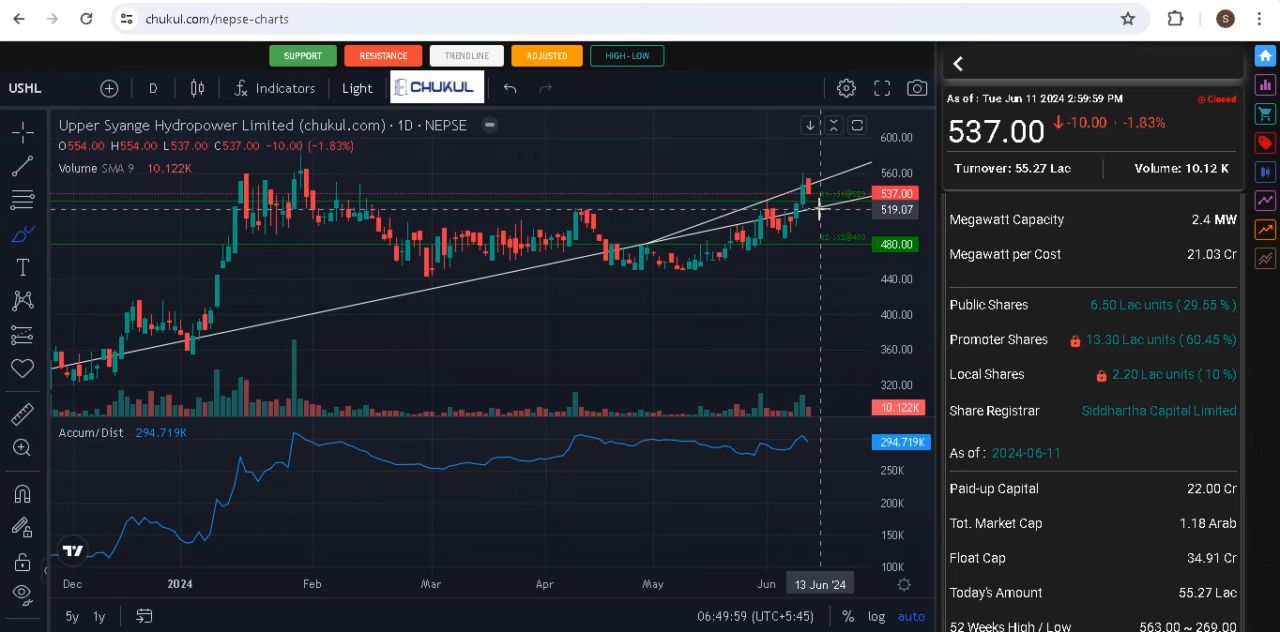 chukul.com/nepse-charts
S
SUPPORT
RESISTANCE
TRENDLINE
ADJUSTED
HIGH-LOW
USHL
D
Indicators
Light
CHUKUL
Upper Syange Hydropower Limited (chukul.com) · 1D · NEPSE
O554.00 H554.00 L537.00 C537.00 -10.00 (-1.83%)
Volume SMA 9 10.122K
600.00
560.00
537.00
519.07
480.00
440.00
400.00
360.00
320.00
10.122K
Accum/Dist 294.719K
294.719K
250K
200K
150K
100K
Dec
2024
Feb
Mar
Apr
May
Jun
13 Jun '24
5y 1y
06:49:59 (UTC+5:45)
% log auto
As of : Tue Jun 11 2024 2:59:59 PM
Closed
537.00 -10.00 -1.83%
Turnover: 55.27 Lac
Volume: 10.12 K
Megawatt Capacity 2.4 MW
Megawatt per Cost 21.03 Cr
Public Shares 6.50 Lac units ( 29.55 % )
Promoter Shares 13.30 Lac units ( 60.45 %)
Local Shares 2.20 Lac units ( 10 %)
Share Registrar Siddhartha Capital Limited
As of : 2024-06-11
Paid-up Capital 22.00 Cr
Tot. Market Cap 1.18 Arab
Float Cap 34.91 Cr
Today's Amount 55.27 Lac
52 Weeks High / Low 563.00 ~ 269.00